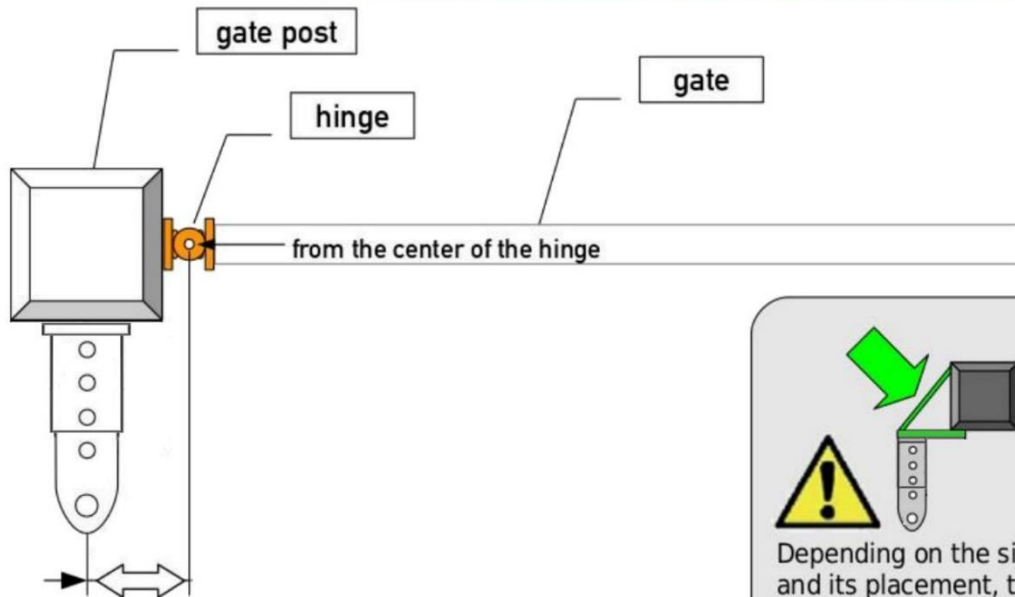 gate post
gate
hinge
from the center of the hinge
Depending on the si
and its placement, t